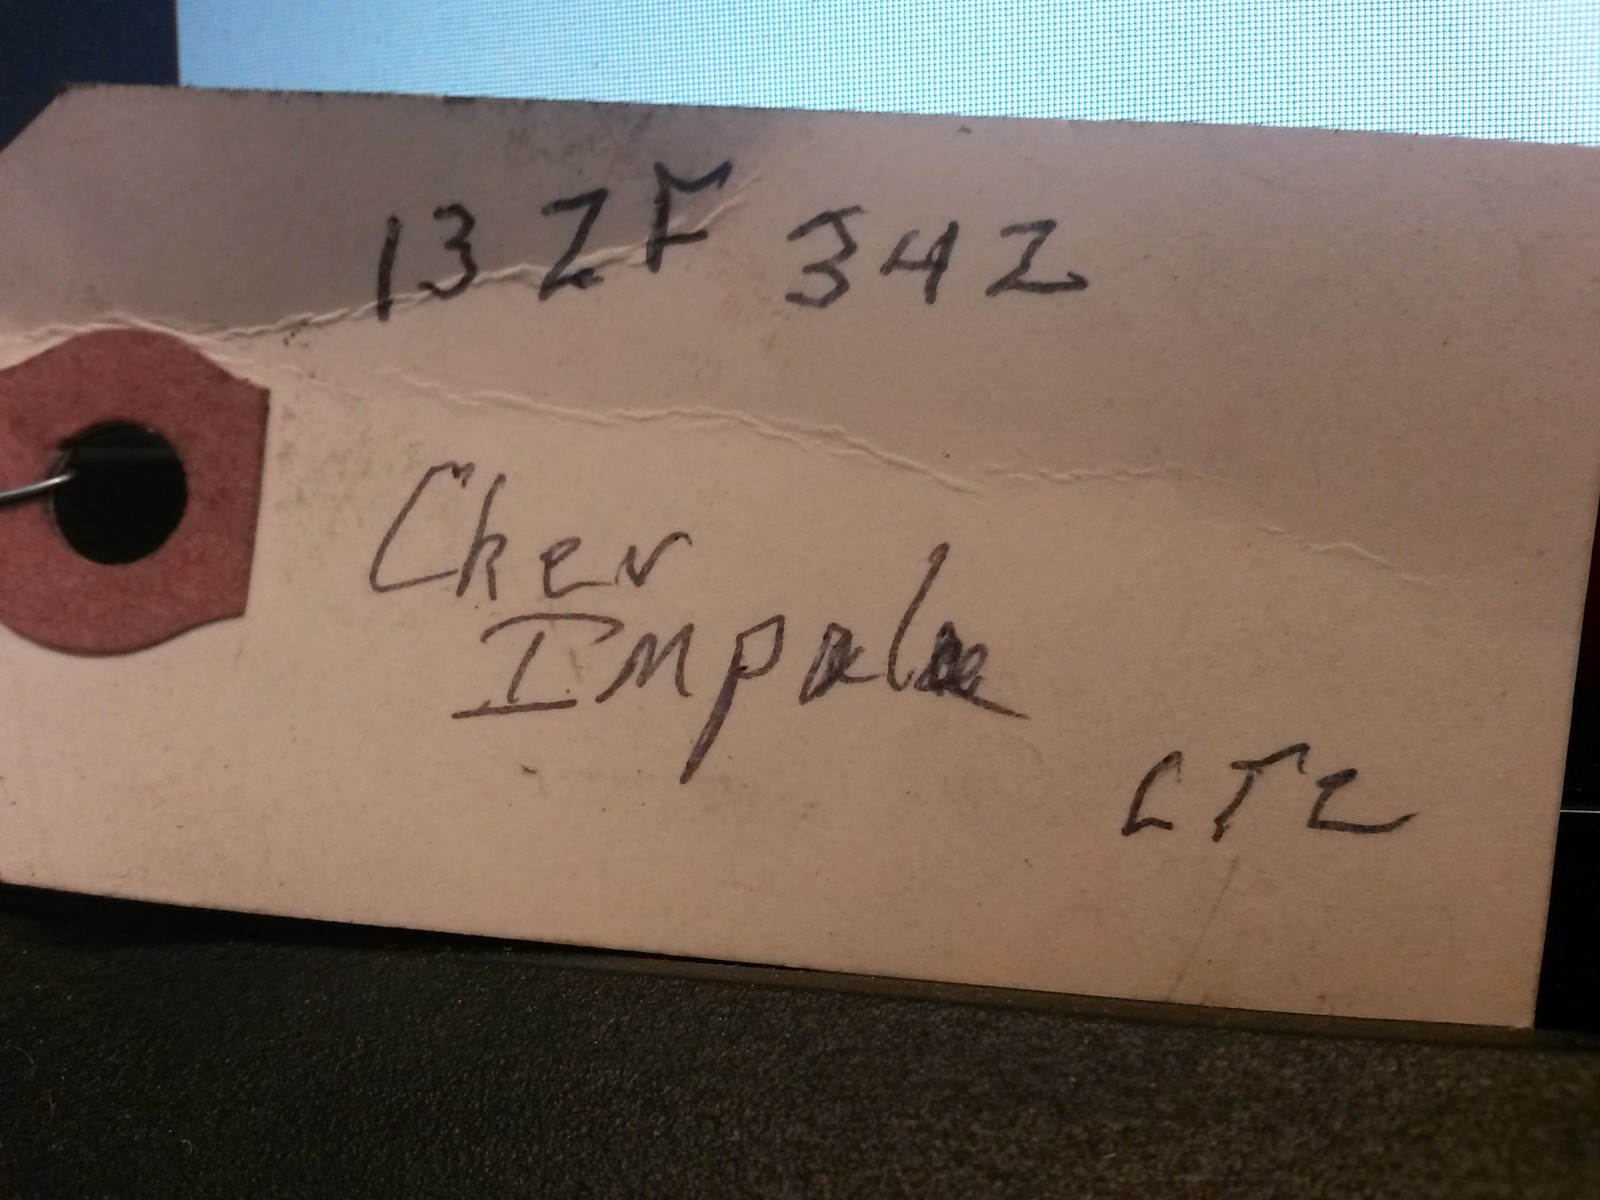 13 ZF 342
Chev
Impala
LTZ